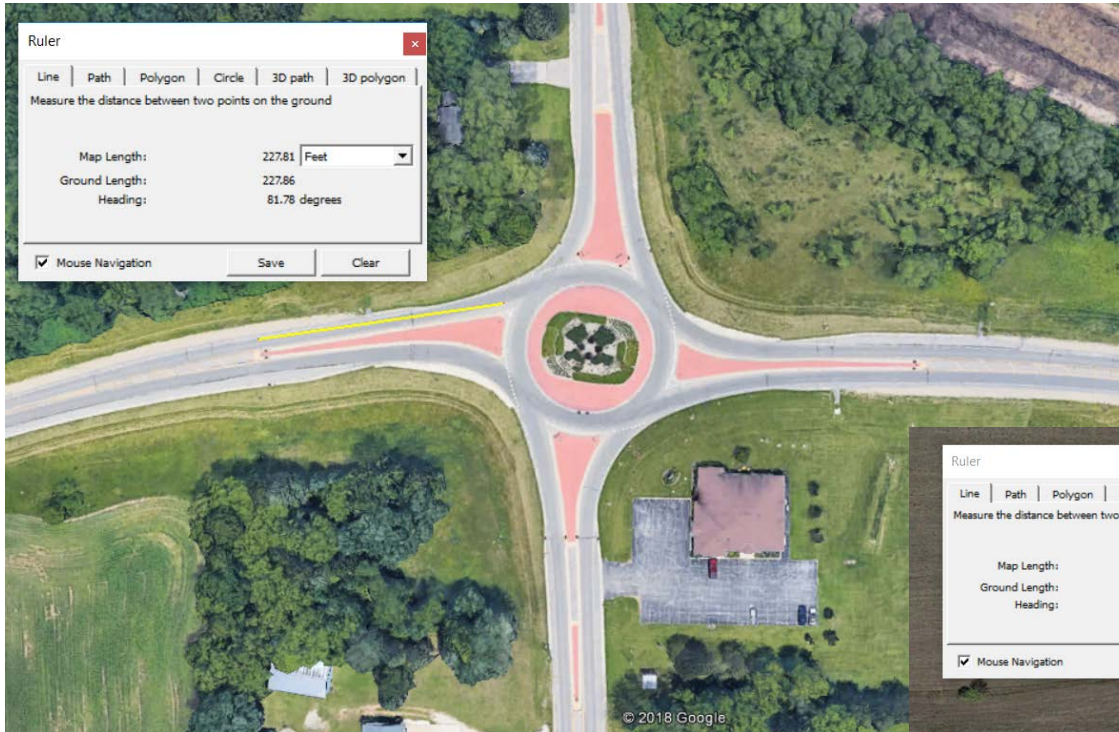 Ruler
Line Path Polygon Circle 3D path 3D polygon
Measure the distance between two points on the ground
Map Length: 227.81 Feet
Ground Length: 227.86
Heading: 81.78 degrees
Mouse Navigation Save Clear
Ruler
Line Path Polygon
Measure the distance between two
Map Length:
Ground Length:
Heading:
Mouse Navigation
© 2018 Google